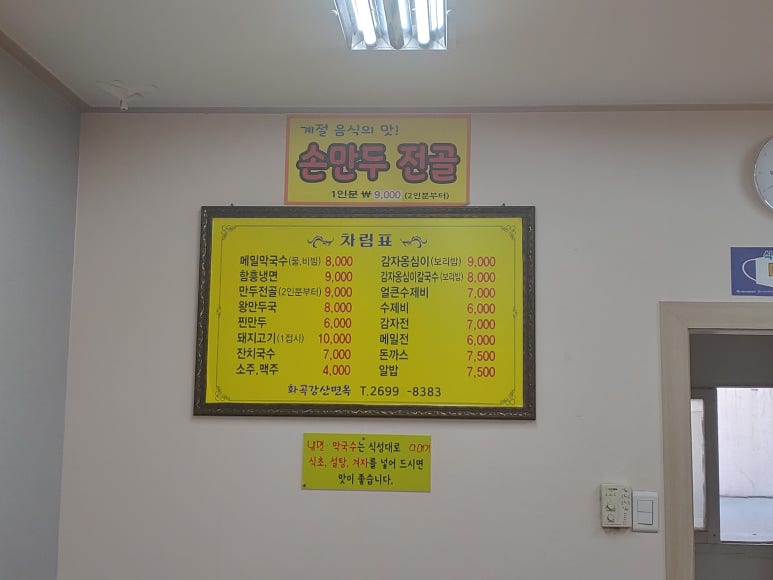 계절 음식의 맛!
손만두 전골
1인분 ₩ 9,000 (2인분부터)
차림표
메밀막국수(물,비빔) 8,000
함흥냉면 9,000
만두전골(2인분부터) 9,000
왕만두국 8,000
찐만두 6,000
돼지고기(1접시) 10,000
잔치국수 7,000
소주.맥주 4,000
감자옹심이(보리밥) 9,000
감자옹심이칼국수(보리밥) 8,000
얼큰수제비 7,000
수제비 6,000
감자전 7,000
메밀전 6,000
돈까스 7,500
알밥 7,500
화곡강산면옥 T.2699 -8383
냉면·막국수는 식성대로
식초, 설탕, 겨자를 넣어 드시면
맛이 좋습니다.